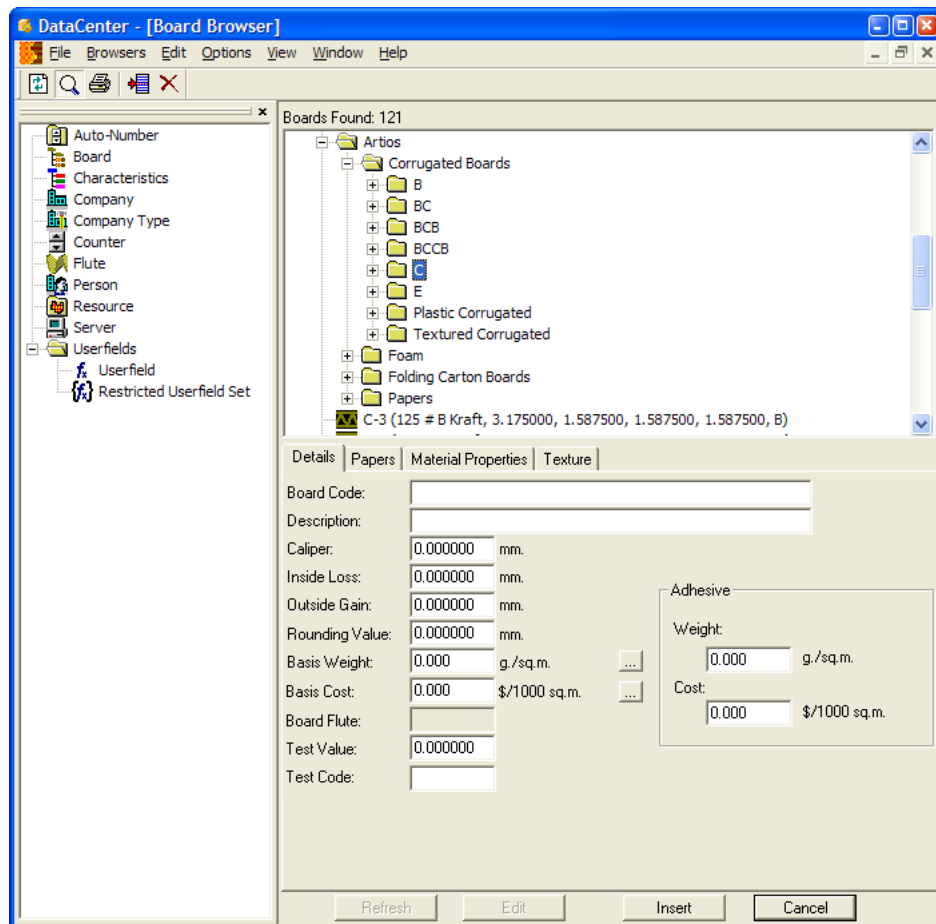 DataCenter - [Board Browser]
File Browsers Edit Options View Window Help
Auto-Number
Board
Characteristics
Company
Company Type
Counter
Flute
Person
Resource
Server
Userfields
Userfield
Restricted Userfield Set
Boards Found: 121
Artios
Corrugated Boards
B
BC
BCB
BCCB
C
E
Plastic Corrugated
Textured Corrugated
Foam
Folding Carton Boards
Papers
C-3 (125 # B Kraft, 3.175000, 1.587500, 1.587500, 1.587500, B)
Details Papers Material Properties Texture
Board Code:
Description:
Caliper: 0.000000 mm.
Inside Loss: 0.000000 mm.
Outside Gain: 0.000000 mm.
Rounding Value: 0.000000 mm.
Basis Weight: 0.000 g./sq.m. ...
Basis Cost: 0.000 $/1000 sq.m. ...
Board Flute:
Test Value: 0.000000
Test Code:
Adhesive
Weight:
0.000 g./sq.m.
Cost:
0.000 $/1000 sq.m.
Refresh Edit Insert Cancel